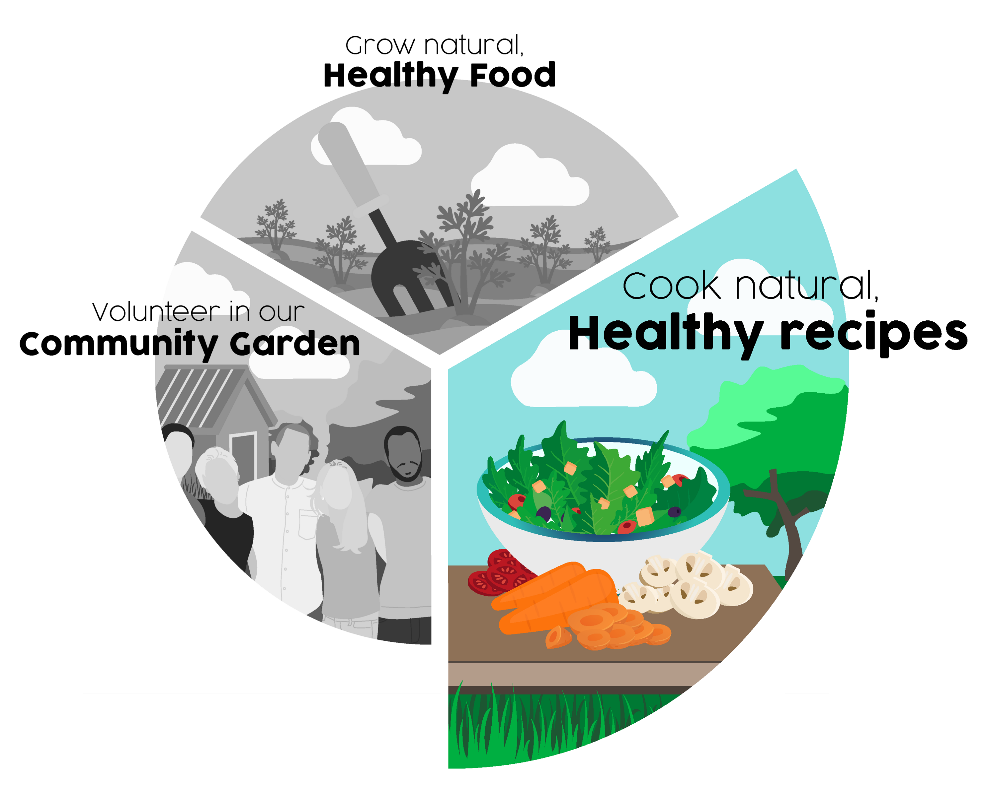 Grow natural,
Healthy Food
Cook natural,
Healthy recipes
Volunteer in our
Community Garden